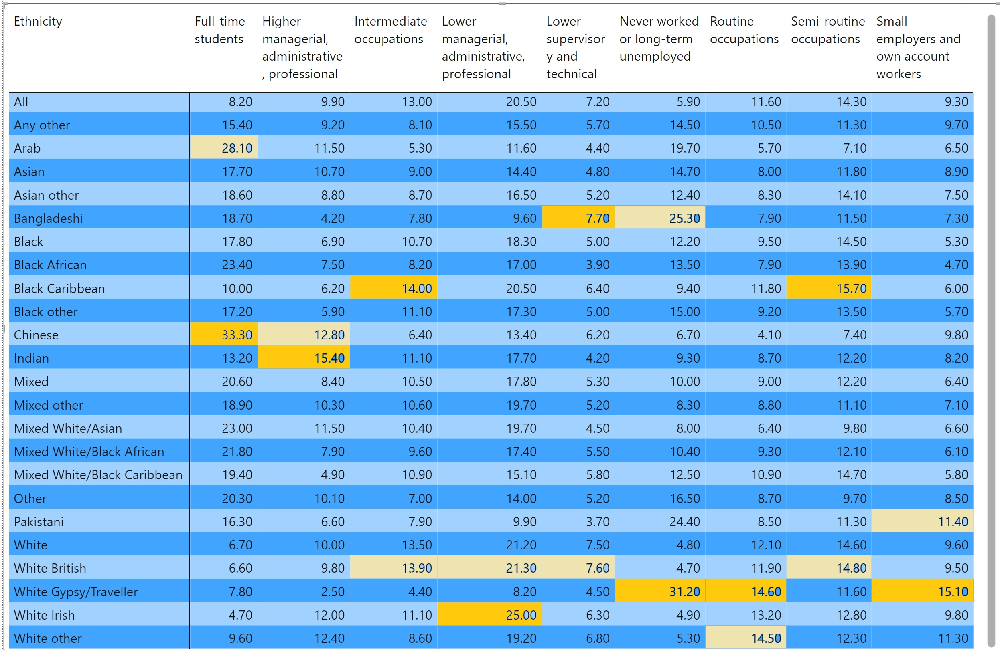 Ethnicity Full-time students Higher managerial, administrative, professional Intermediate occupations Lower managerial, administrative, professional Lower supervisory and technical Never worked or long-term unemployed Routine occupations Semi-routine occupations Small employers and own account workers
All 8.20 9.90 13.00 20.50 7.20 5.90 11.60 14.30 9.30
Any other 15.40 9.20 8.10 15.50 5.70 14.50 10.50 11.30 9.70
Arab 28.10 11.50 5.30 11.60 4.40 19.70 5.70 7.10 6.50
Asian 17.70 10.70 9.00 14.40 4.80 14.70 8.00 11.80 8.90
Asian other 18.60 8.80 8.70 16.50 5.20 12.40 8.30 14.10 7.50
Bangladeshi 18.70 4.20 7.80 9.60 7.70 25.30 7.90 11.50 7.30
Black 17.80 6.90 10.70 18.30 5.00 12.20 9.50 14.50 5.30
Black African 23.40 7.50 8.20 17.00 3.90 13.50 7.90 13.90 4.70
Black Caribbean 10.00 6.20 14.00 20.50 6.40 9.40 11.80 15.70 6.00
Black other 17.20 5.90 11.10 17.30 5.00 15.00 9.20 13.50 5.70
Chinese 33.30 12.80 6.40 13.40 6.20 6.70 4.10 7.40 9.80
Indian 13.20 15.40 11.10 17.70 4.20 9.30 8.70 12.20 8.20
Mixed 20.60 8.40 10.50 17.80 5.30 10.00 9.00 12.20 6.40
Mixed other 18.90 10.30 10.60 19.70 5.20 8.30 8.80 11.10 7.10
Mixed White/Asian 23.00 11.50 10.40 19.70 4.50 8.00 6.40 9.80 6.60
Mixed White/Black African 21.80 7.90 9.60 17.40 5.50 10.40 9.30 12.10 6.10
Mixed White/Black Caribbean 19.40 4.90 10.90 15.10 5.80 12.50 10.90 14.70 5.80
Other 20.30 10.10 7.00 14.00 5.20 16.50 8.70 9.70 8.50
Pakistani 16.30 6.60 7.90 9.90 3.70 24.40 8.50 11.30 11.40
White 6.70 10.00 13.50 21.20 7.50 4.80 12.10 14.60 9.60
White British 6.60 9.80 13.90 21.30 7.60 4.70 11.90 14.80 9.50
White Gypsy/Traveller 7.80 2.50 4.40 8.20 4.50 31.20 14.60 11.60 15.10
White Irish 4.70 12.00 11.10 25.00 6.30 4.90 13.20 12.80 9.80
White other 9.60 12.40 8.60 19.20 6.80 5.30 14.50 12.30 11.30